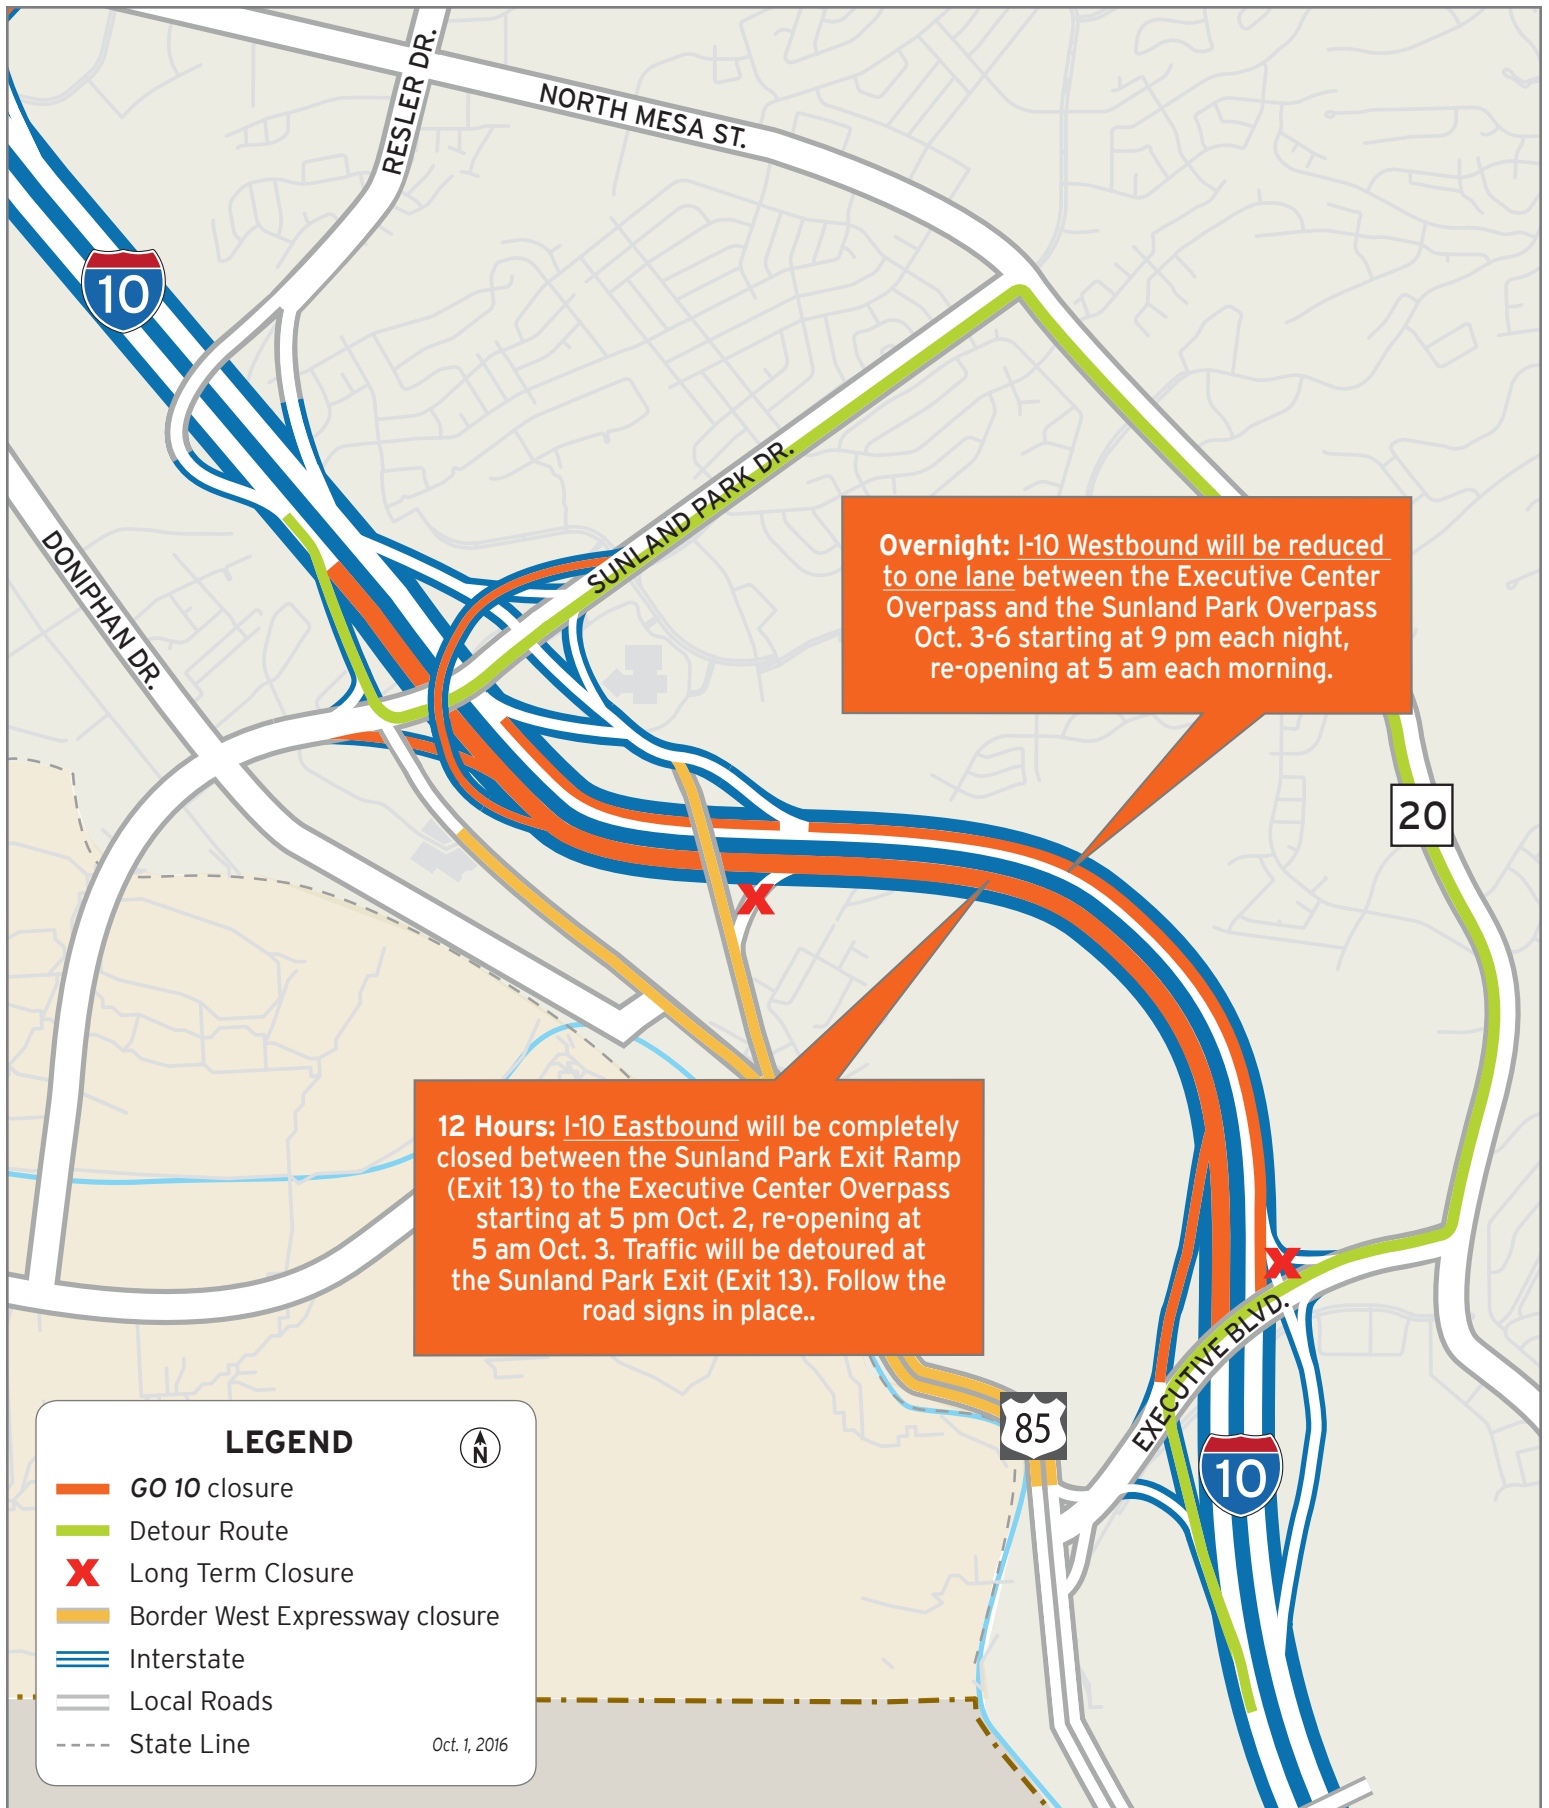 RESLER DR.
NORTH MESA ST.
10
SUNLAND PARK DR.
DONIPHAN DR.
Overnight: I-10 Westbound will be reduced
to one lane between the Executive Center
Overpass and the Sunland Park Overpass
Oct. 3-6 starting at 9 pm each night,
re-opening at 5 am each morning.
20
12 Hours: I-10 Eastbound will be completely
closed between the Sunland Park Exit Ramp
(Exit 13) to the Executive Center Overpass
starting at 5 pm Oct. 2, re-opening at
5 am Oct. 3. Traffic will be detoured at
the Sunland Park Exit (Exit 13). Follow the
road signs in place..
EXECUTIVE BLVD.
85
10
LEGEND
N
GO 10 closure
Detour Route
X Long Term Closure
Border West Expressway closure
Interstate
Local Roads
State Line
Oct. 1, 2016